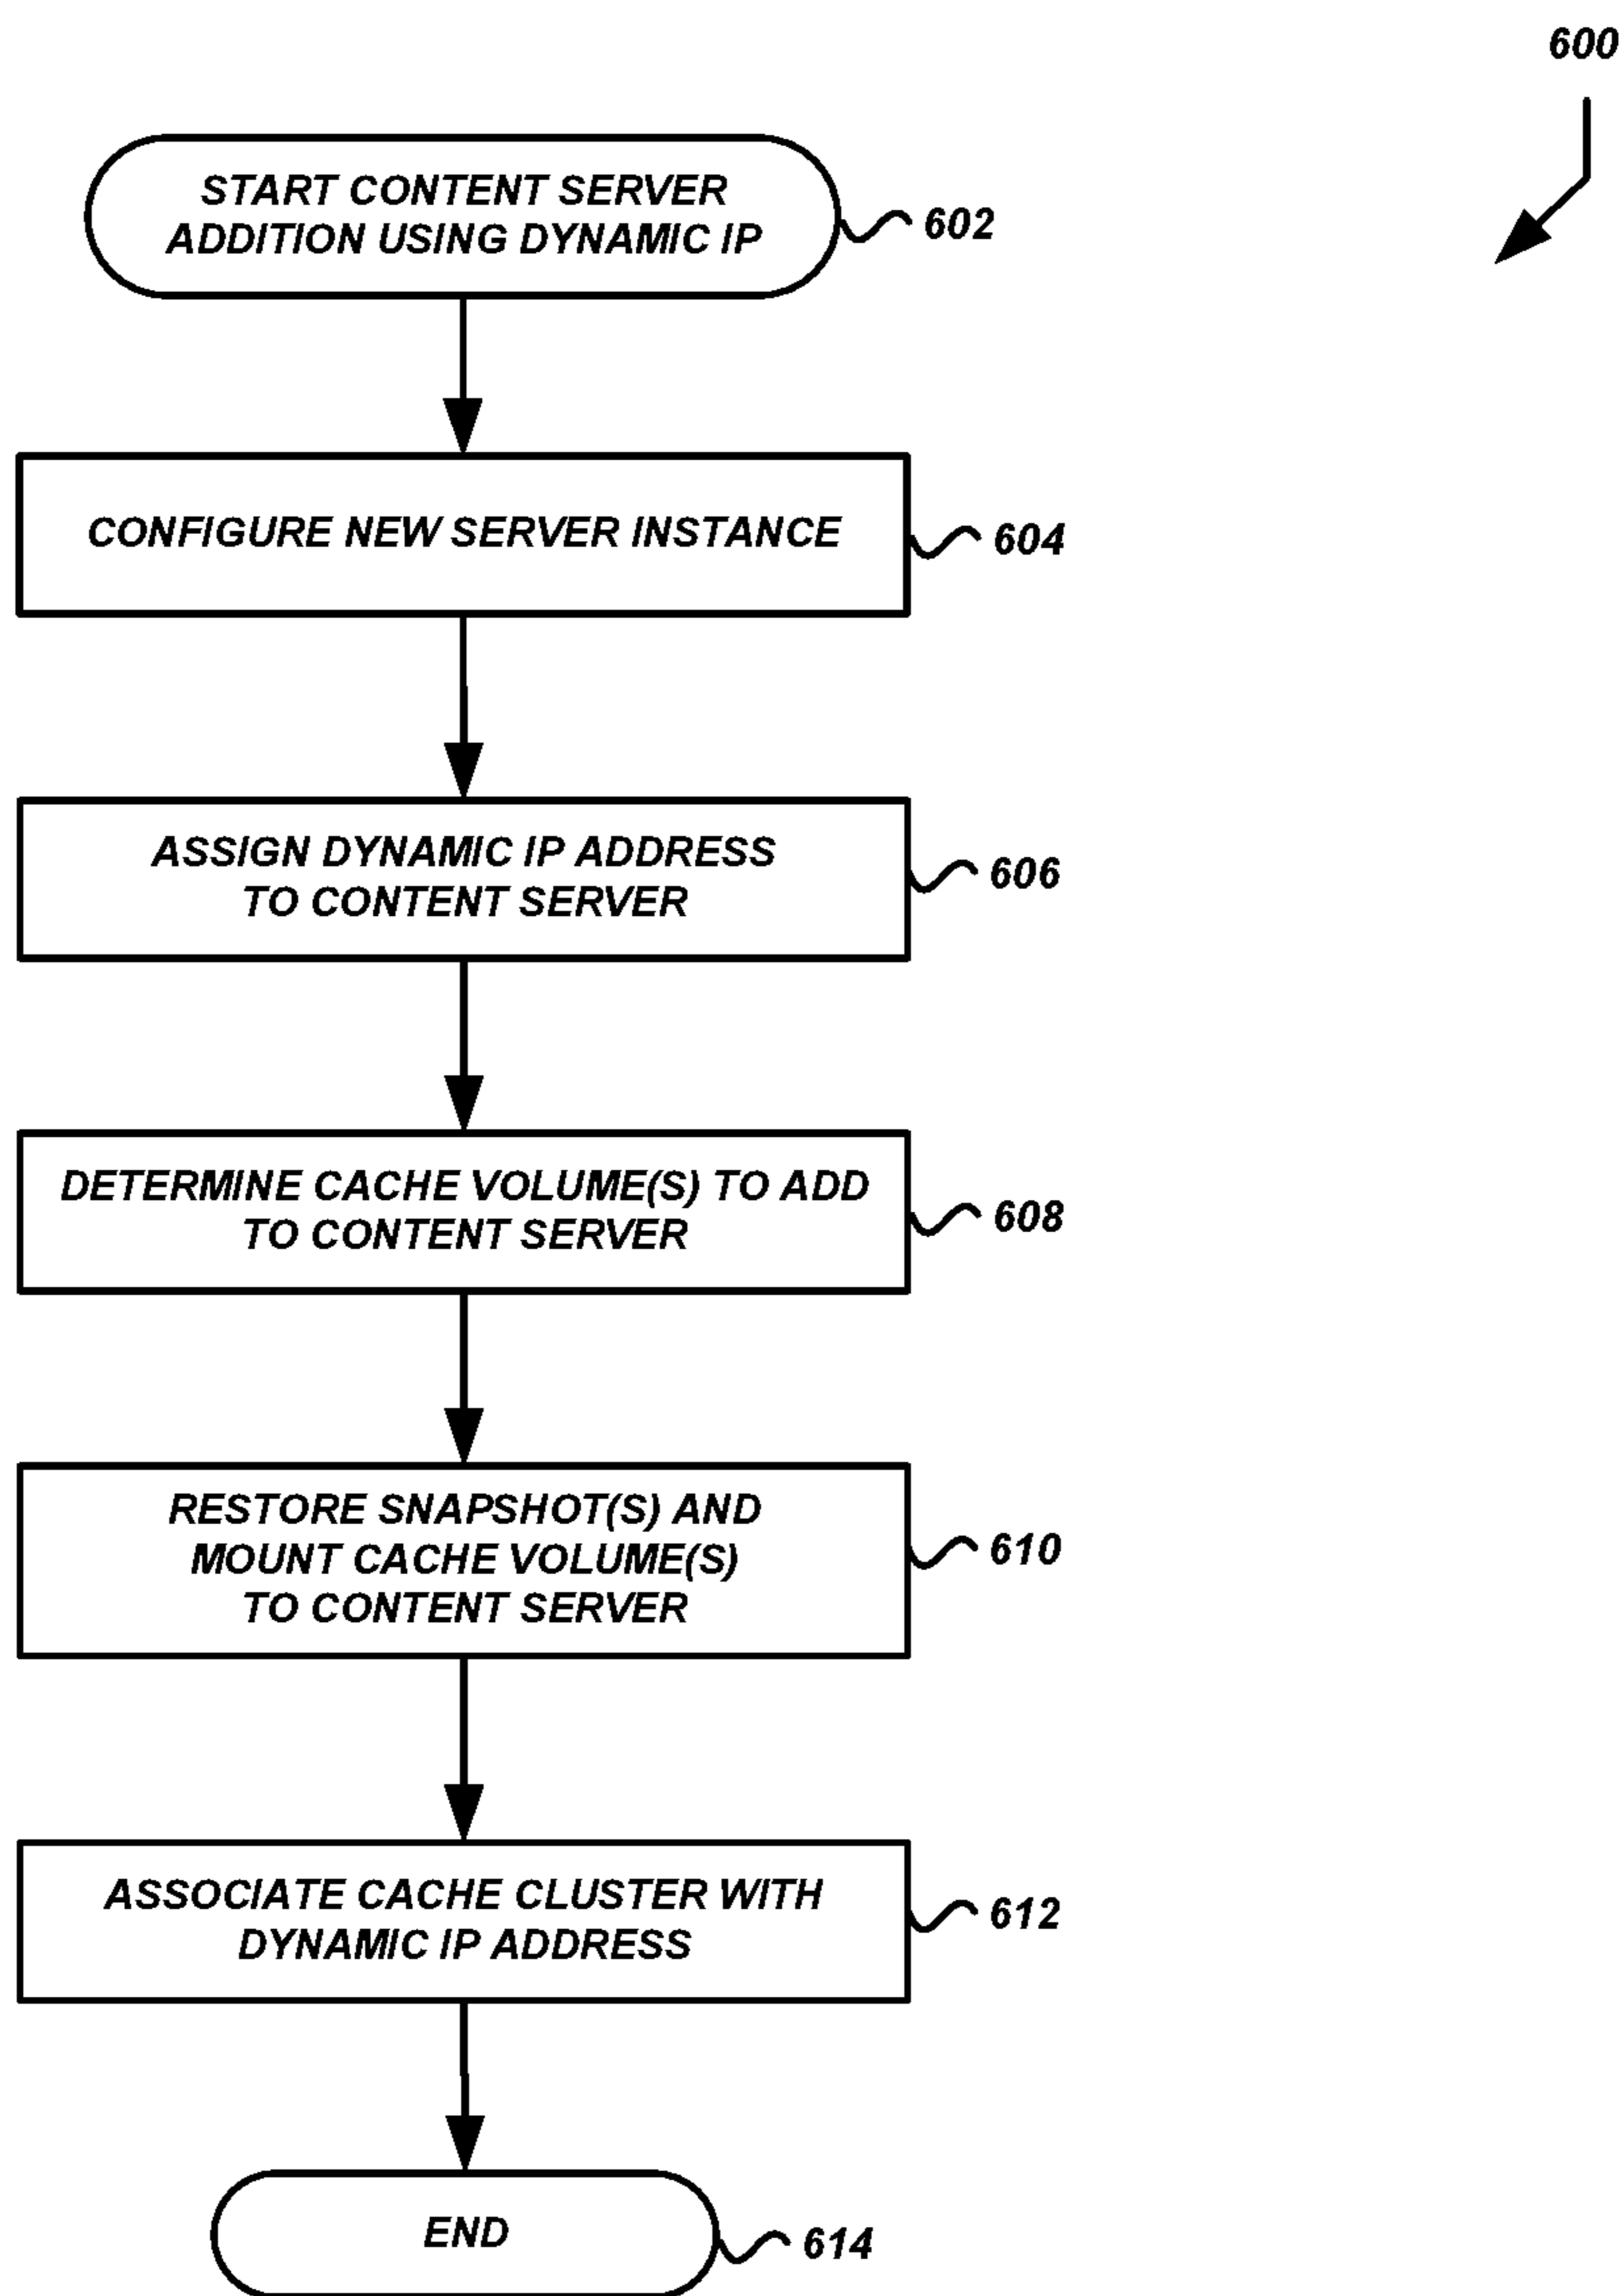 600
START CONTENT SERVER
ADDITION USING DYNAMIC IP
602
CONFIGURE NEW SERVER INSTANCE
604
ASSIGN DYNAMIC IP ADDRESS
TO CONTENT SERVER
606
DETERMINE CACHE VOLUME(S) TO ADD
TO CONTENT SERVER
608
RESTORE SNAPSHOT(S) AND
MOUNT CACHE VOLUME(S)
TO CONTENT SERVER
610
ASSOCIATE CACHE CLUSTER WITH
DYNAMIC IP ADDRESS
612
END
614